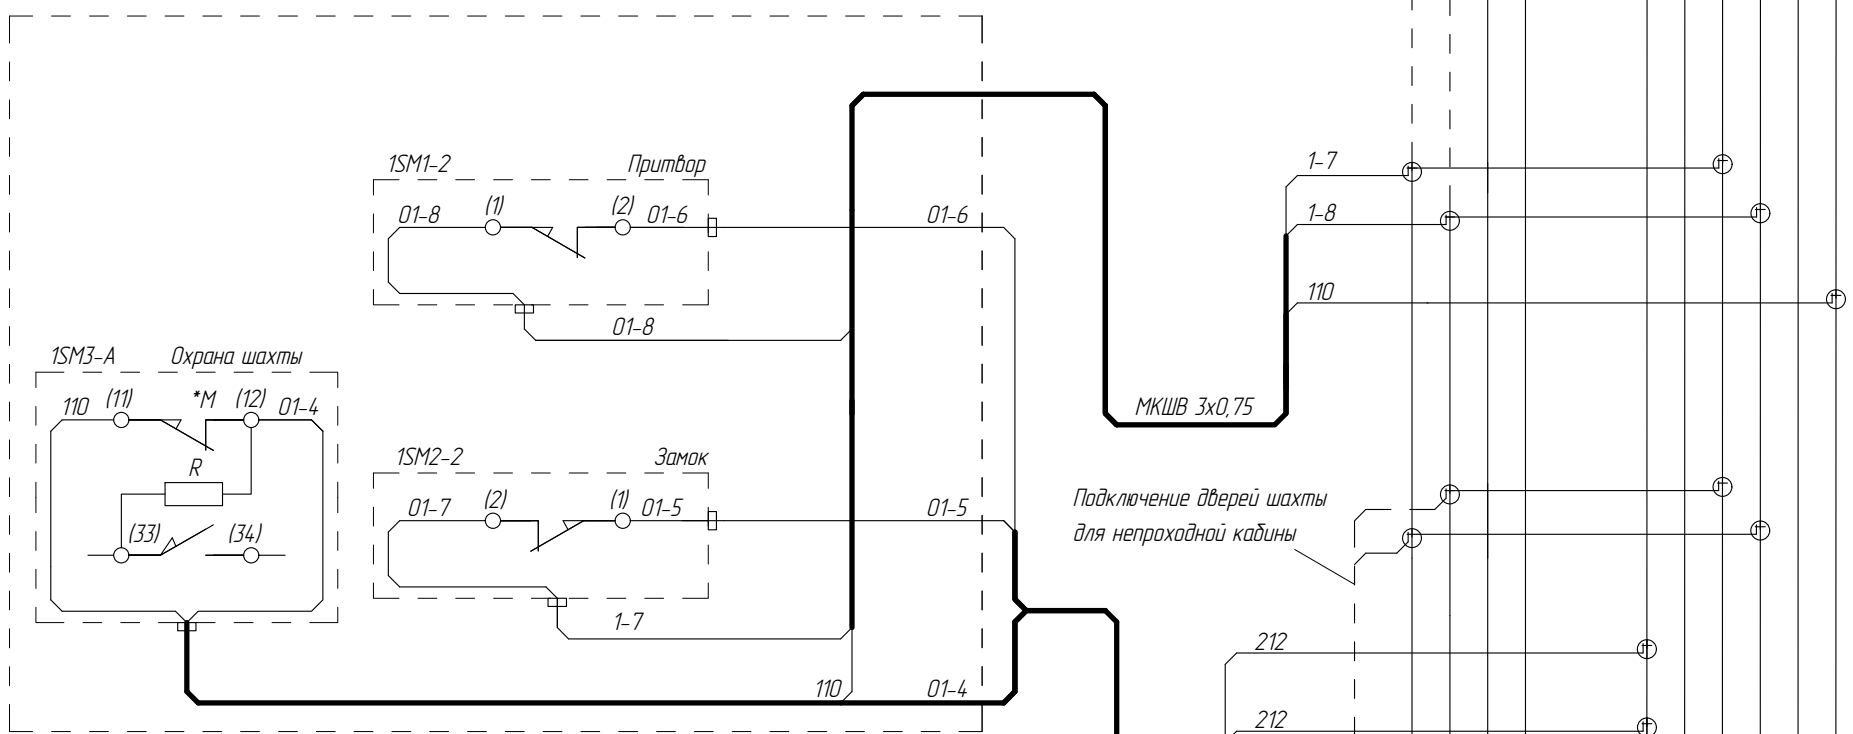 1SM1-2
Притвор
01-8
(1)
(2)
01-6
01-6
01-8
1-7
1-8
110
МКШВ 3х0,75
1SM3-А
Охрана шахты
110
(11)
*М
(12)
01-4
R
(33)
(34)
1SM2-2
Замок
01-7
(2)
(1)
01-5
01-5
1-7
Подключение дверей шахты
для непроходной кабины
212
110
01-4
212